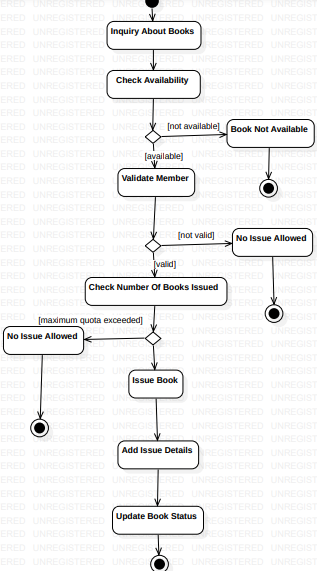 Inquiry About Books
Check Availability
[not available]
Book Not Available
[available]
Validate Member
[not valid]
No Issue Allowed
[valid]
Check Number Of Books Issued
[maximum quota exceeded]
No Issue Allowed
Issue Book
Add Issue Details
Update Book Status